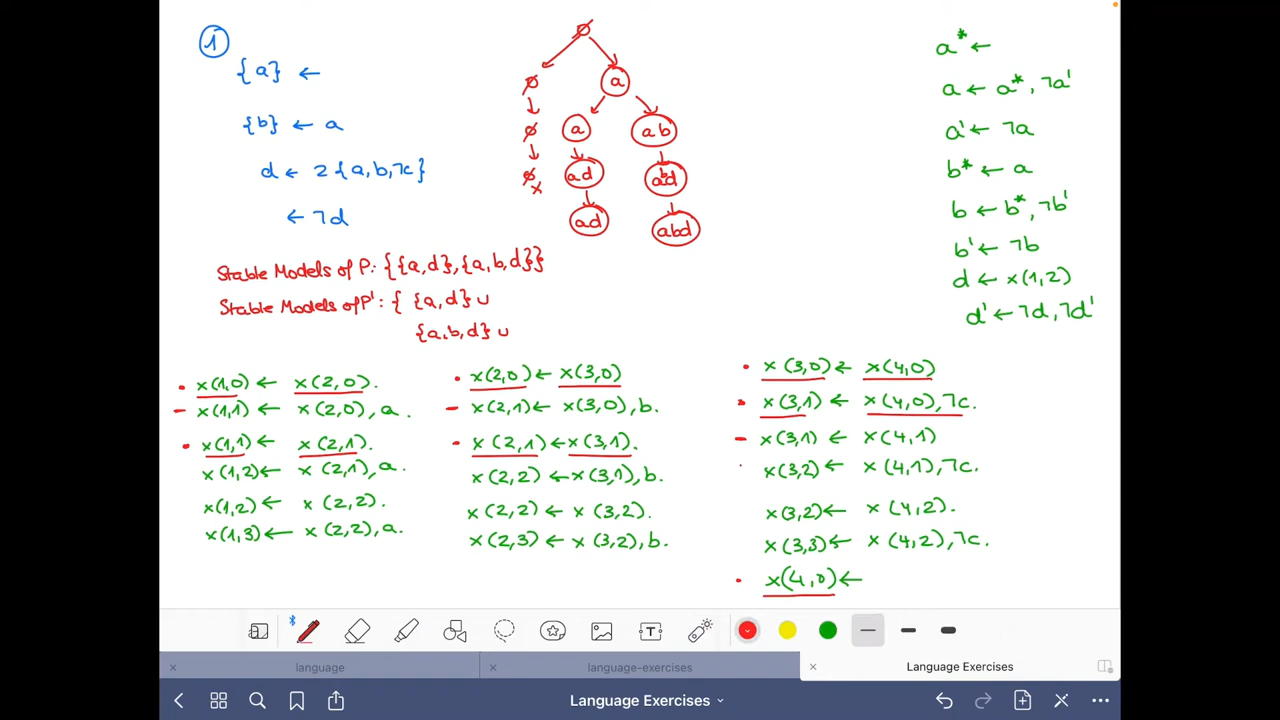 1
{a} ←
{b} ← a
d ← 2 {a, b, ¬c}
← ¬d
∅
∅ a
∅ a ab
∅ x ad abd
ad abd
Stable Models of P: {{a,d},{a,b,d}}
Stable Models of P': { {a,d} ∪
{a,b,d} ∪
a* ←
a ← a*, ¬a'
a' ← ¬a
b* ← a
b ← b*, ¬b'
b' ← ¬b
d ← x(1,2)
d' ← ¬d, ¬d'
• x(1,0) ← x(2,0).
– x(1,1) ← x(2,0), a.
• x(1,1) ← x(2,1).
x(1,2) ← x(2,1), a.
x(1,2) ← x(2,2).
x(1,3) ← x(2,2), a.
• x(2,0) ← x(3,0)
– x(2,1) ← x(3,0), b.
• x(2,1) ← x(3,1).
x(2,2) ← x(3,1), b.
x(2,2) ← x(3,2).
x(2,3) ← x(3,2), b.
• x(3,0) ← x(4,0)
• x(3,1) ← x(4,0), ¬c.
– x(3,1) ← x(4,1)
x(3,2) ← x(4,1), ¬c.
x(3,2) ← x(4,2).
x(3,3) ← x(4,2), ¬c.
• x(4,0) ←
language
language-exercises
Language Exercises
Language Exercises